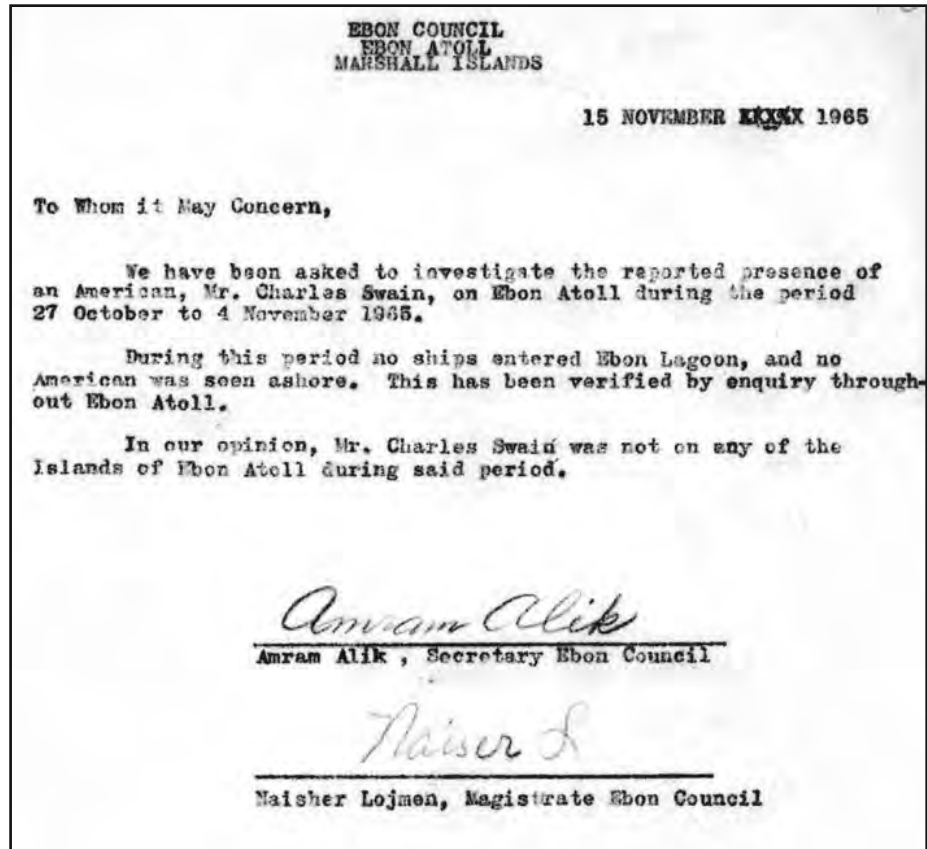 EBON COUNCIL
EBON ATOLL
MARSHALL ISLANDS
15 NOVEMBER XXXXX 1965
To Whom it May Concern,
We have been asked to investigate the reported presence of
an American, Mr. Charles Swain, on Ebon Atoll during the period
27 October to 4 November 1965.
During this period no ships entered Ebon Lagoon, and no
American was seen ashore. This has been verified by enquiry through-
out Ebon Atoll.
In our opinion, Mr. Charles Swain was not on any of the
Islands of Ebon Atoll during said period.
Amram Alik
Amram Alik , Secretary Ebon Council
Naiser L
Naisher Lojmen, Magistrate Ebon Council